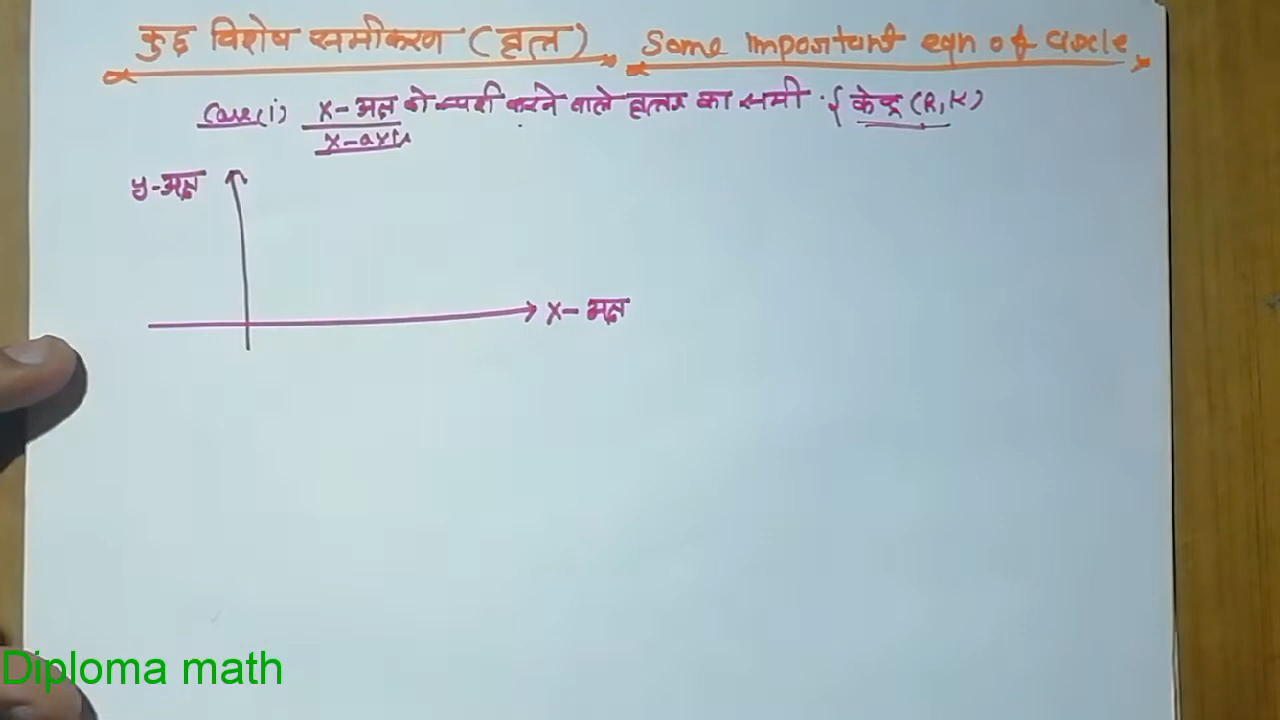 कुछ विशेष समीकरण (वृत्त) Some important eqn of circle
Case(i) x-अक्ष को स्पर्श करने वाले वृत्त का समी. { केन्द्र (h, k)
x-axis
y-अक्ष
x- अक्ष
Diploma math